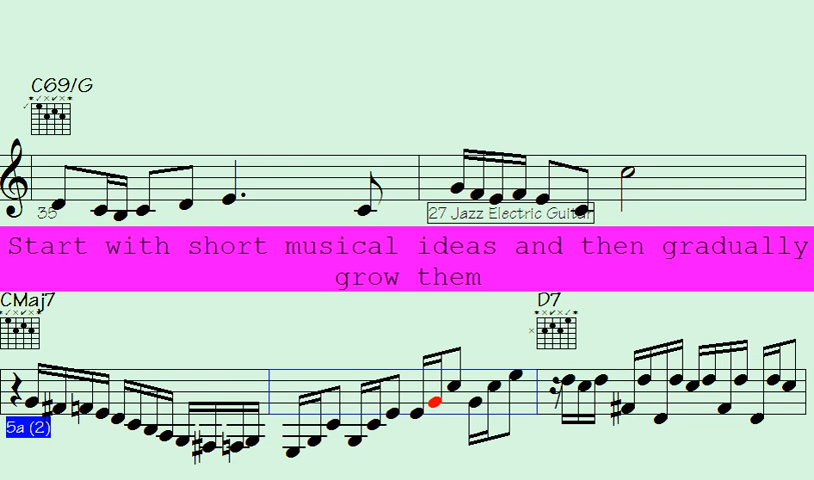 C69/G
35
27 Jazz Electric Guitar
Start with short musical ideas and then gradually
grow them
CMaj7
D7
5a (2)